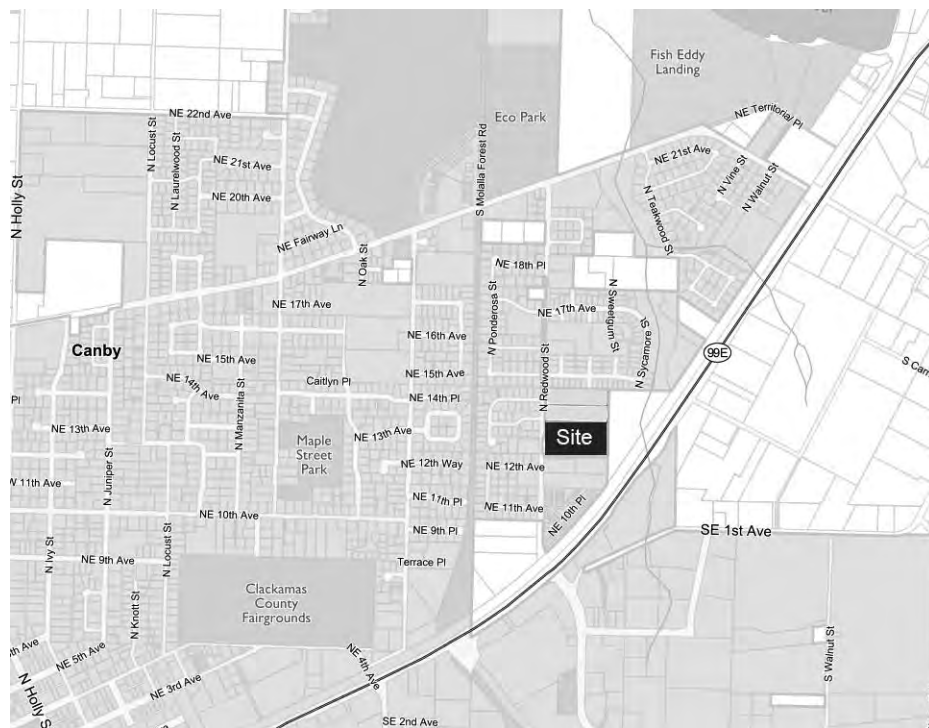 Fish Eddy
Landing
NE 22nd Ave
Eco Park
NE Territorial Pl
N Locust St
N Laurelwood St
NE 21st Ave
NE 20th Ave
S Molalla Forest Rd
NE 21st Ave
N Vine St
N Walnut St
N Teakwood St
N Holly St
NE Fairway Ln
N Oak St
NE 18th Pl
N Ponderosa St
NE 17th Ave
NE 17th Ave
N Sweetgum St
N Sycamore St
NE 16th Ave
Canby
NE 15th Ave
NE 15th Ave
NE 14th Ave
Caitlyn Pl
NE 14th Pl
N Redwood St
99E
S Cam
Pl
N Manzanita St
NE 13th Ave
NE 13th Ave
Maple
Street
Park
Site
N Juniper St
NE 12th Way
NE 12th Ave
W 11th Ave
NE 11th Pl
NE 11th Ave
NE 10th Ave
NE 10th Pl
NE 9th Pl
SE 1st Ave
N Ivy St
NE 9th Ave
N Locust St
Terrace Pl
N Knott St
Clackamas
County
Fairgrounds
th Ave
NE 5th Ave
NE 4th Ave
NE 3rd Ave
N Holly S
S Walnut St
SE 2nd Ave